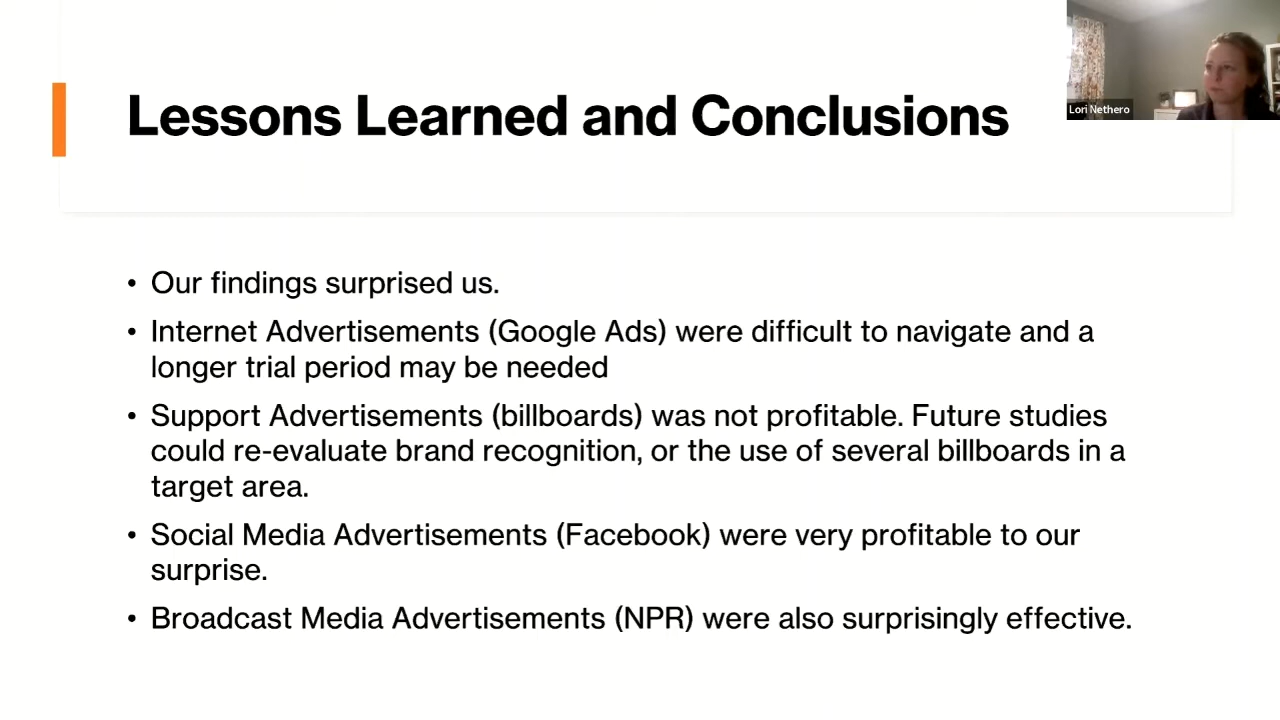 Lessons Learned and Conclusions
Lori Nethero
• Our findings surprised us.
• Internet Advertisements (Google Ads) were difficult to navigate and a
longer trial period may be needed
• Support Advertisements (billboards) was not profitable. Future studies
could re-evaluate brand recognition, or the use of several billboards in a
target area.
• Social Media Advertisements (Facebook) were very profitable to our
surprise.
• Broadcast Media Advertisements (NPR) were also surprisingly effective.